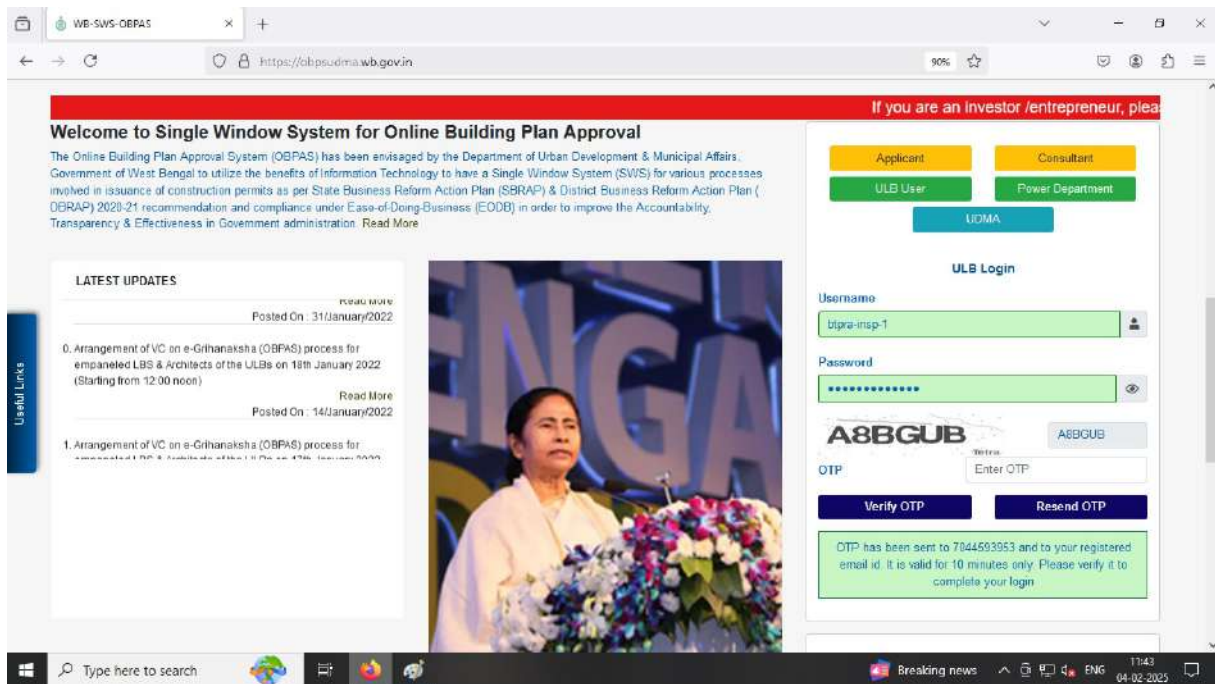 WB-SWS-OBPAS
https://obpsudma.wb.gov.in
90%
If you are an investor /entrepreneur, plea
Welcome to Single Window System for Online Building Plan Approval
The Online Building Plan Approval System (OBPAS) has been envisaged by the Department of Urban Development & Municipal Affairs,
Government of West Bengal to utilize the benefits of Information Technology to have a Single Window System (SWS) for various processes
involved in issuance of construction permits as per State Business Reform Action Plan (SBRAP) & District Business Reform Action Plan (
DBRAP) 2020-21 recommendation and compliance under Ease-of-Doing-Business (EODB) in order to improve the Accountability,
Transparency & Effectiveness in Government administration. Read More
Applicant
Consultant
ULB User
Power Department
UDMA
LATEST UPDATES
Read More
Posted On : 31/January/2022
0. Arrangement of VC on e-Grihanaksha (OBPAS) process for
empaneled LBS & Architects of the ULBs on 18th January 2022
(Starting from 12:00 noon)
Read More
Posted On : 14/January/2022
1. Arrangement of VC on e-Grihanaksha (OBPAS) process for
empaneled LBS & Architects of the ULBs on 17th January 2022
Useful Links
ENGA
ULB Login
Username
btpra-insp-1
Password
A8BGUB
A8BGUB
OTP
Enter OTP
Verify OTP
Resend OTP
OTP has been sent to 7044593953 and to your registered
email id. It is valid for 10 minutes only. Please verify it to
complete your login
Type here to search
Breaking news
ENG
11:43
04-02-2025